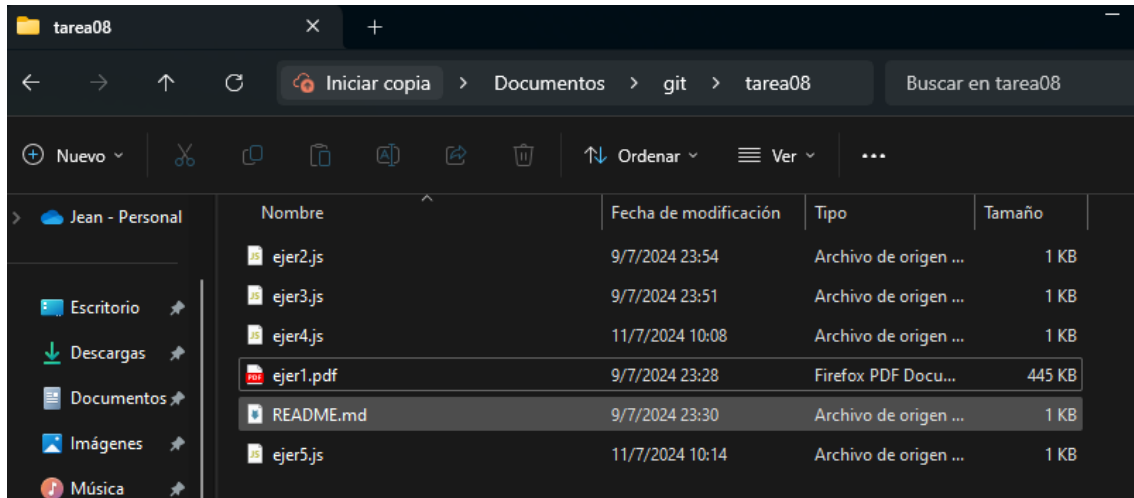 tarea08
Iniciar copia > Documentos > git > tarea08 Buscar en tarea08
Nuevo Ordenar Ver
Jean - Personal
Escritorio
Descargas
Documentos
Imágenes
Música
Nombre Fecha de modificación Tipo Tamaño
ejer2.js 9/7/2024 23:54 Archivo de origen ... 1 KB
ejer3.js 9/7/2024 23:51 Archivo de origen ... 1 KB
ejer4.js 11/7/2024 10:08 Archivo de origen ... 1 KB
ejer1.pdf 9/7/2024 23:28 Firefox PDF Docu... 445 KB
README.md 9/7/2024 23:30 Archivo de origen ... 1 KB
ejer5.js 11/7/2024 10:14 Archivo de origen ... 1 KB